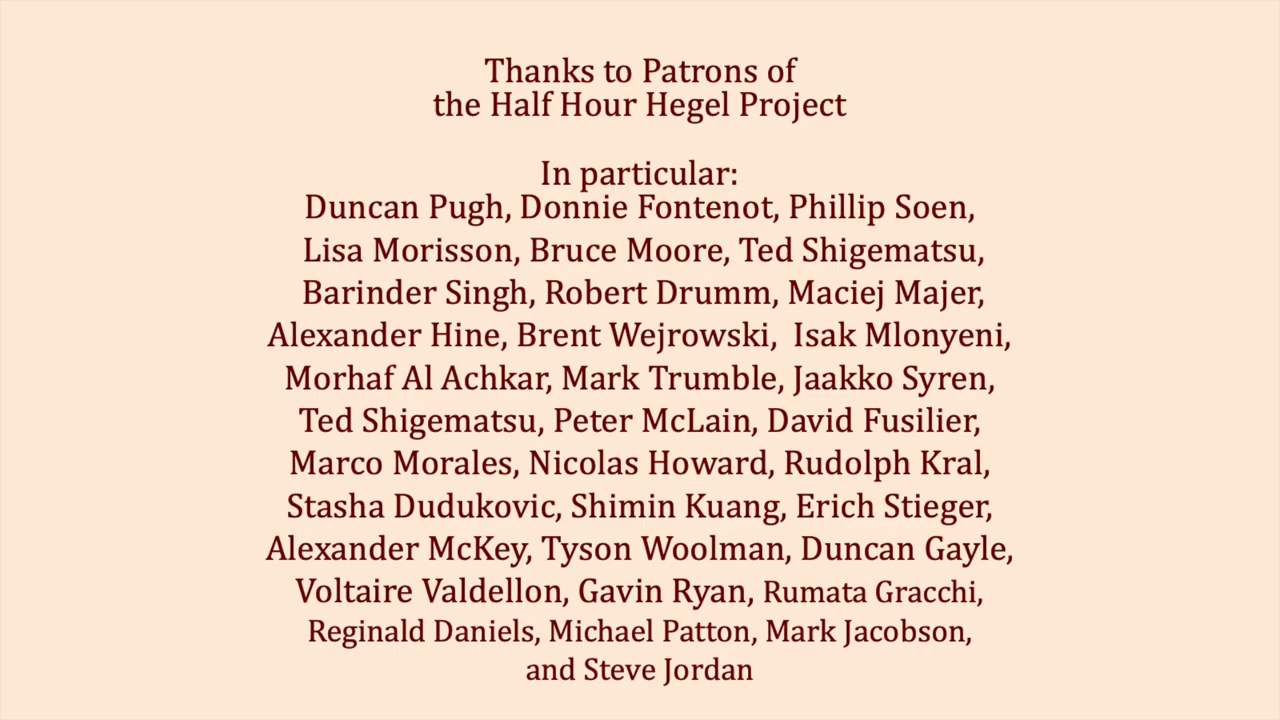 Thanks to Patrons of
the Half Hour Hegel Project
In particular:
Duncan Pugh, Donnie Fontenot, Phillip Soen,
Lisa Morisson, Bruce Moore, Ted Shigematsu,
Barinder Singh, Robert Drumm, Maciej Majer,
Alexander Hine, Brent Wejrowski,  Isak Mlonyeni,
Morhaf Al Achkar, Mark Trumble, Jaakko Syren,
Ted Shigematsu, Peter McLain, David Fusilier,
Marco Morales, Nicolas Howard, Rudolph Kral,
Stasha Dudukovic, Shimin Kuang, Erich Stieger,
Alexander McKey, Tyson Woolman, Duncan Gayle,
Voltaire Valdellon, Gavin Ryan, Rumata Gracchi,
Reginald Daniels, Michael Patton, Mark Jacobson,
and Steve Jordan